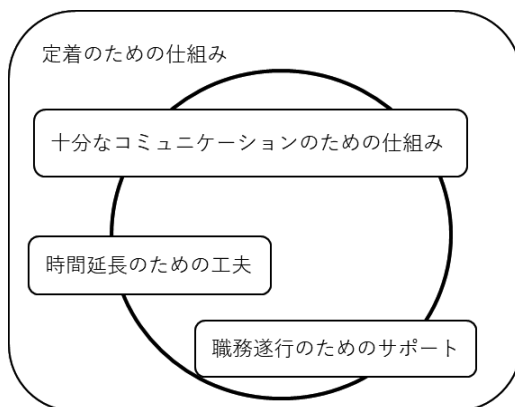 定着のための仕組み
十分なコミュニケーションのための仕組み
時間延長のための工夫
職務遂行のためのサポート